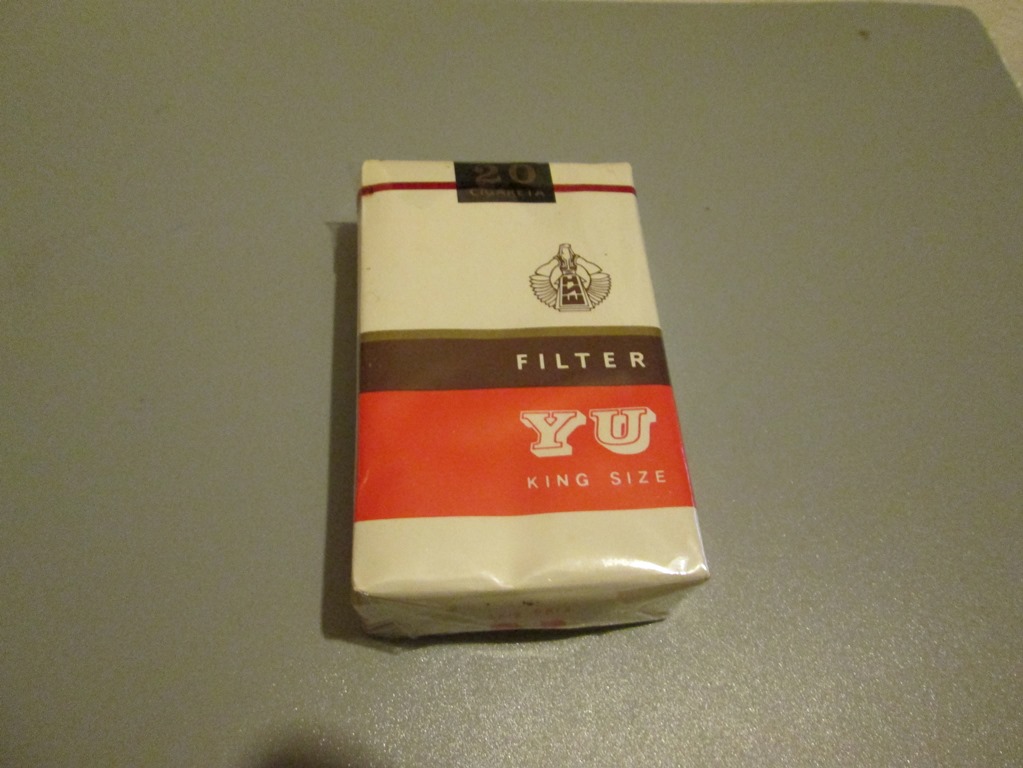 20
CIGARETA
FILTER
YU
KING SIZE